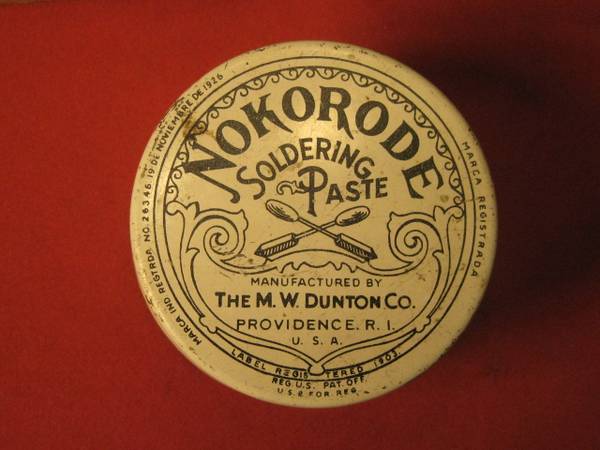 NOKORODE
SOLDERING
PASTE
MANUFACTURED BY
THE M. W. DUNTON CO.
PROVIDENCE. R. I.
U. S. A.
LABEL REGISTERED 1903.
REG U.S. PAT. OFF.
U S & FOR REG
MARCA IND REGTRDA NO. 26346 19 DE NOVIEMBRE DE 1926
MARCA REGISTRADA